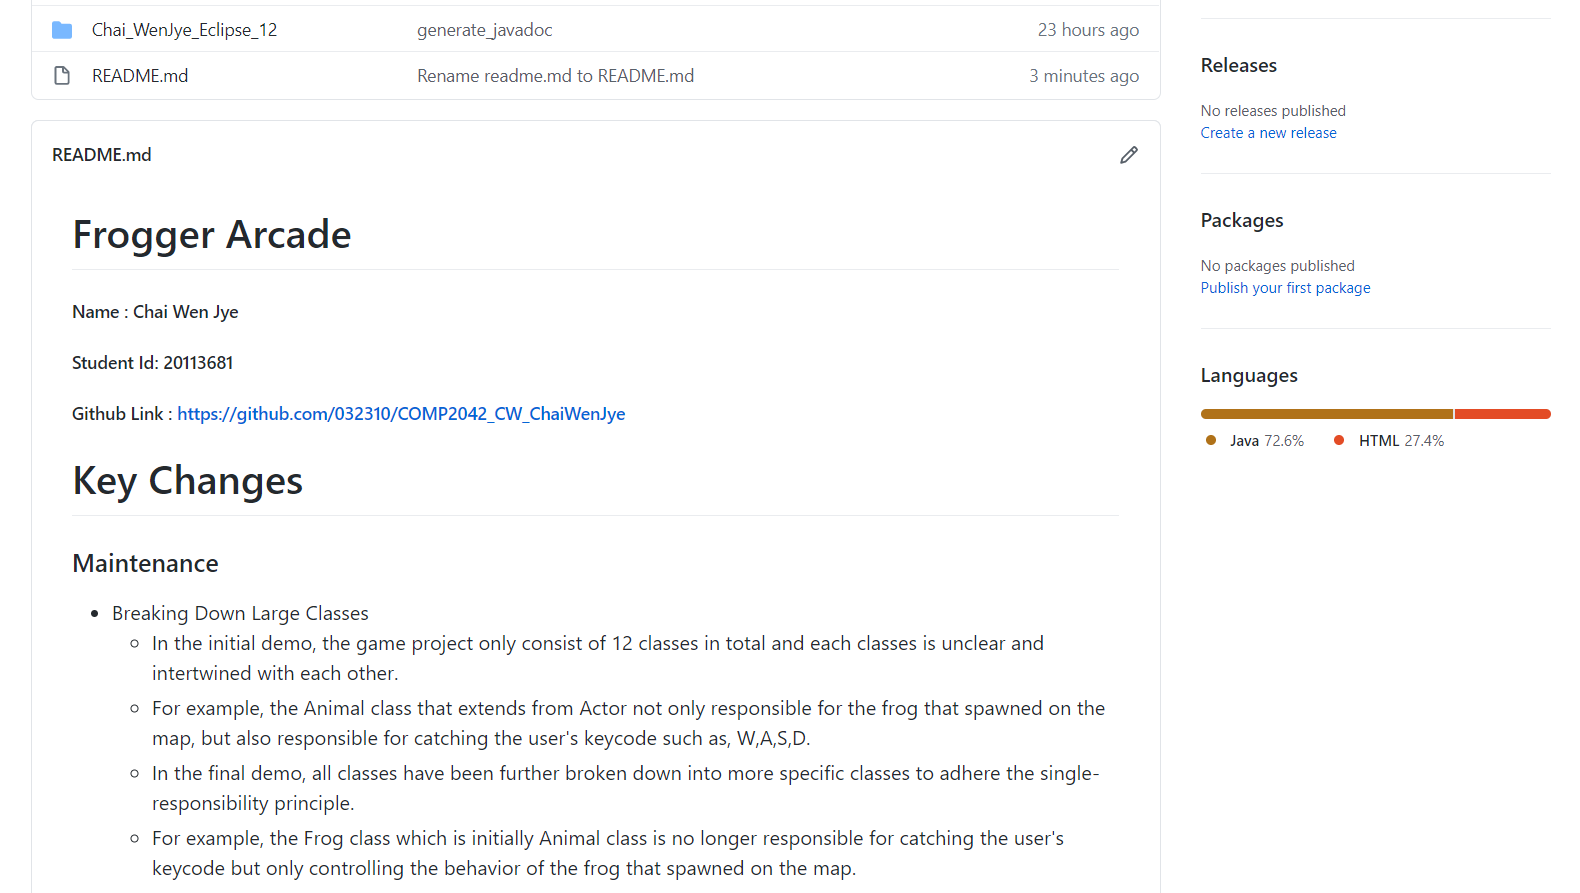 Chai_WenJye_Eclipse_12 generate_javadoc 23 hours ago
README.md Rename readme.md to README.md 3 minutes ago
README.md
Frogger Arcade
Name : Chai Wen Jye
Student Id: 20113681
Github Link : https://github.com/032310/COMP2042_CW_ChaiWenJye
Key Changes
Maintenance
Breaking Down Large Classes
In the initial demo, the game project only consist of 12 classes in total and each classes is unclear and
intertwined with each other.
For example, the Animal class that extends from Actor not only responsible for the frog that spawned on the
map, but also responsible for catching the user's keycode such as, W,A,S,D.
In the final demo, all classes have been further broken down into more specific classes to adhere the single-
responsibility principle.
For example, the Frog class which is initially Animal class is no longer responsible for catching the user's
keycode but only controlling the behavior of the frog that spawned on the map.
Releases
No releases published
Create a new release
Packages
No packages published
Publish your first package
Languages
Java 72.6% HTML 27.4%